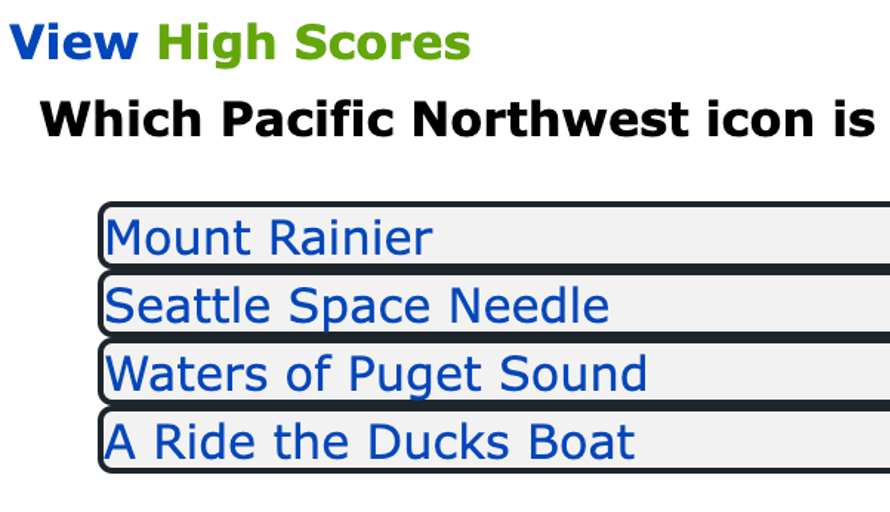 View High Scores
Which Pacific Northwest icon is
Mount Rainier
Seattle Space Needle
Waters of Puget Sound
A Ride the Ducks Boat